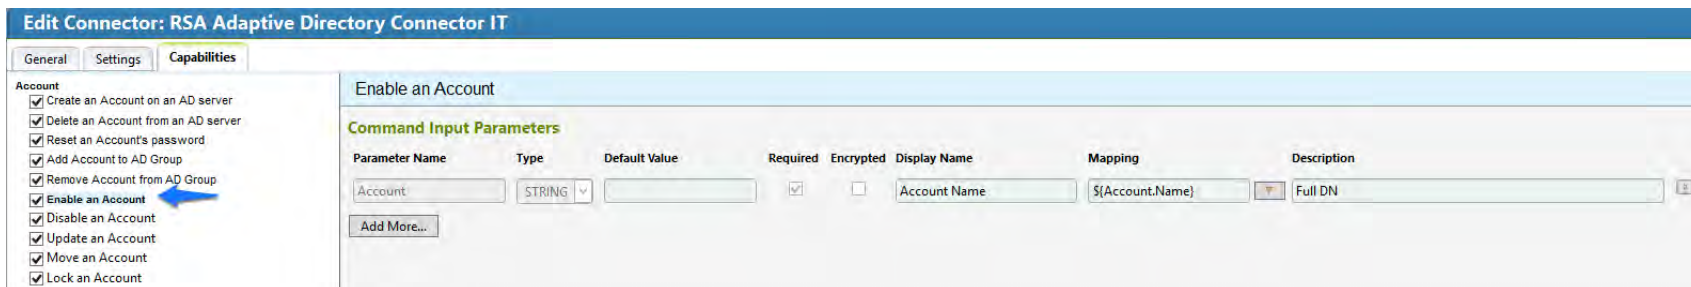 Edit Connector: RSA Adaptive Directory Connector IT
General Settings Capabilities
Account
Create an Account on an AD server
Delete an Account from an AD server
Reset an Account's password
Add Account to AD Group
Remove Account from AD Group
Enable an Account
Disable an Account
Update an Account
Move an Account
Lock an Account
Enable an Account
Command Input Parameters
Parameter Name Type Default Value Required Encrypted Display Name Mapping Description
Account STRING Account Name ${Account.Name} Full DN
Add More...